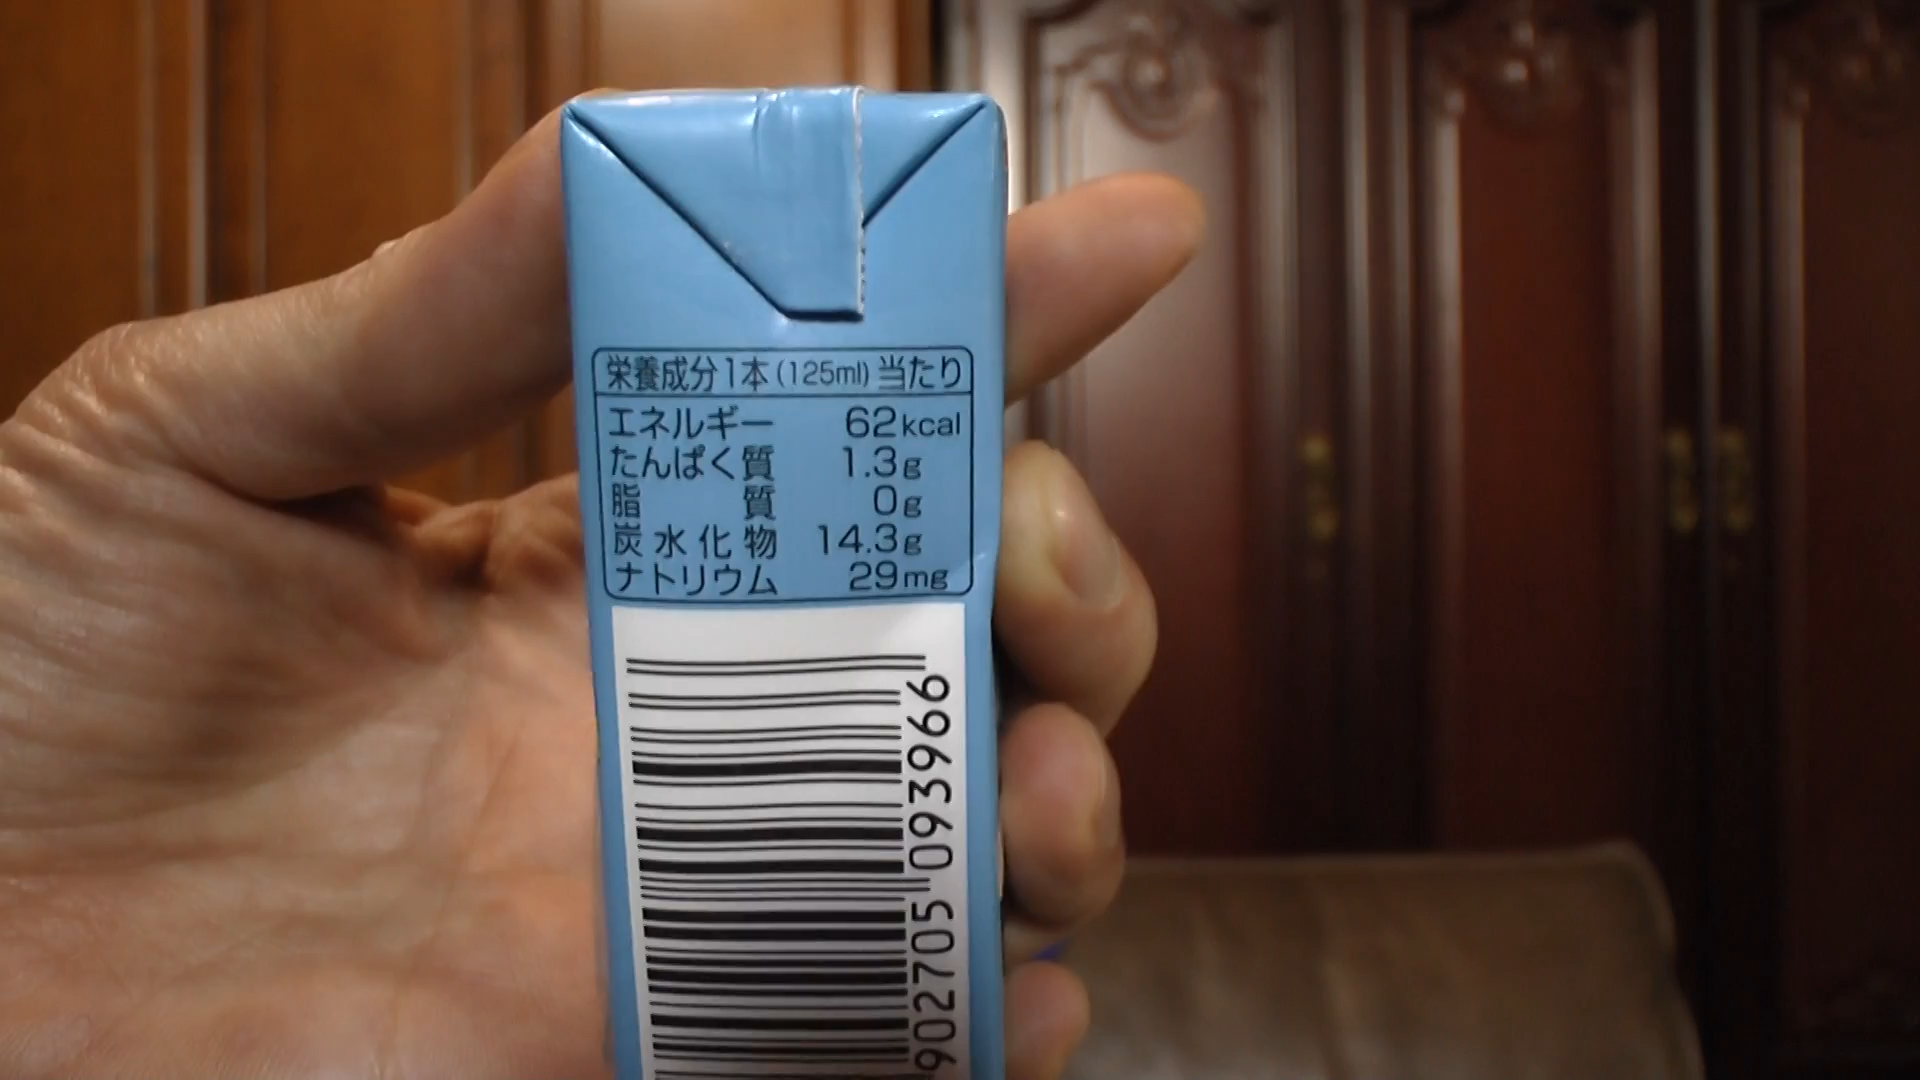 栄養成分1本(125ml)当たり
エネルギー 62kcal
たんぱく質 1.3g
脂質 0g
炭水化物 14.3g
ナトリウム 29mg
902705 093966